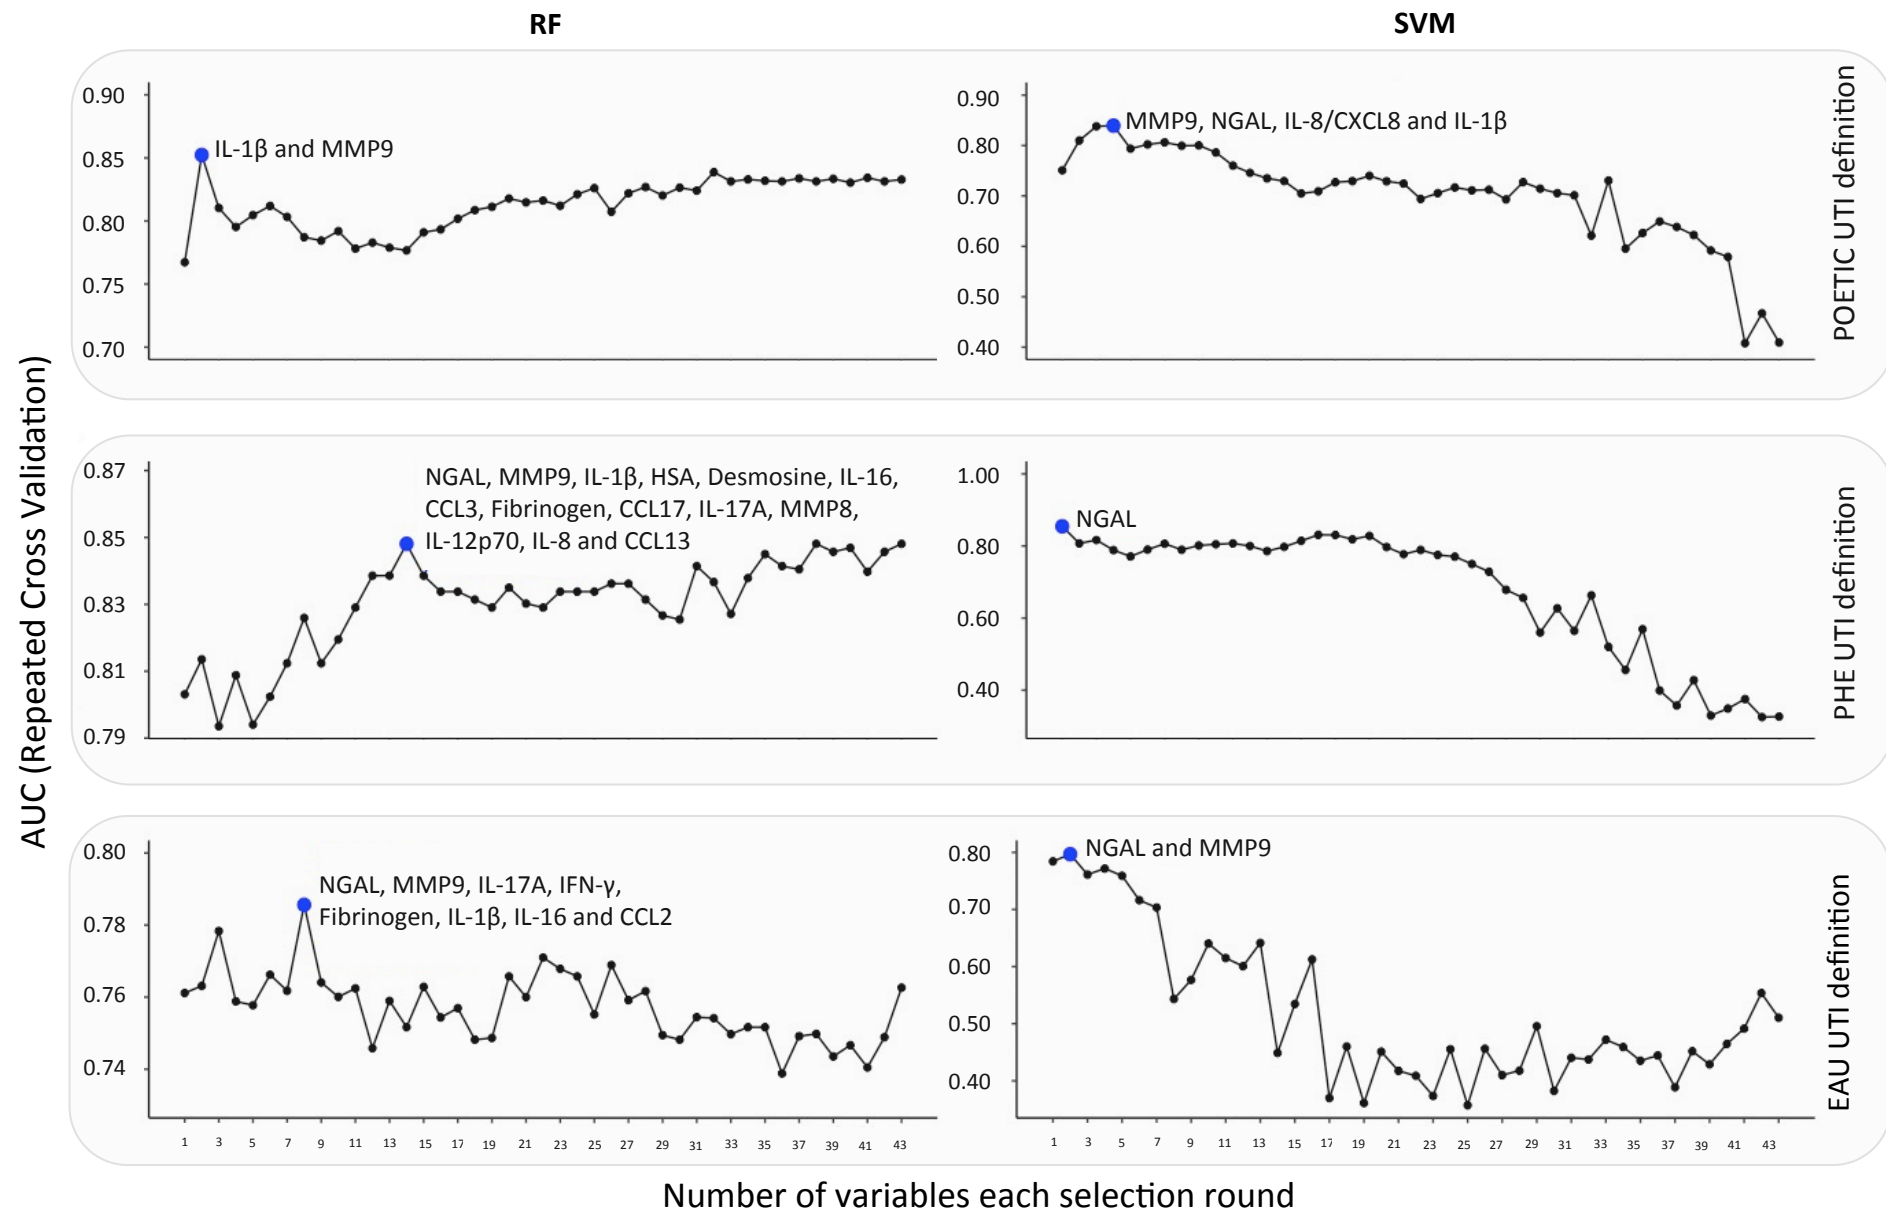 RF
SVM
AUC (Repeated Cross Validation)
0.90
0.85
0.80
0.75
0.70
IL-1β and MMP9
0.90
0.80
0.70
0.60
0.50
0.40
MMP9, NGAL, IL-8/CXCL8 and IL-1β
POETIC UTI definition
0.87
0.85
0.83
0.81
0.79
NGAL, MMP9, IL-1β, HSA, Desmosine, IL-16,
CCL3, Fibrinogen, CCL17, IL-17A, MMP8,
IL-12p70, IL-8 and CCL13
1.00
0.80
0.60
0.40
NGAL
PHE UTI definition
0.80
0.78
0.76
0.74
NGAL, MMP9, IL-17A, IFN-γ,
Fibrinogen, IL-1β, IL-16 and CCL2
1 3 5 7 9 11 13 15 17 19 21 23 25 27 29 31 33 35 37 39 41 43
0.80
0.70
0.60
0.50
0.40
NGAL and MMP9
1 3 5 7 9 11 13 15 17 19 21 23 25 27 29 31 33 35 37 39 41 43
EAU UTI definition
Number of variables each selection round